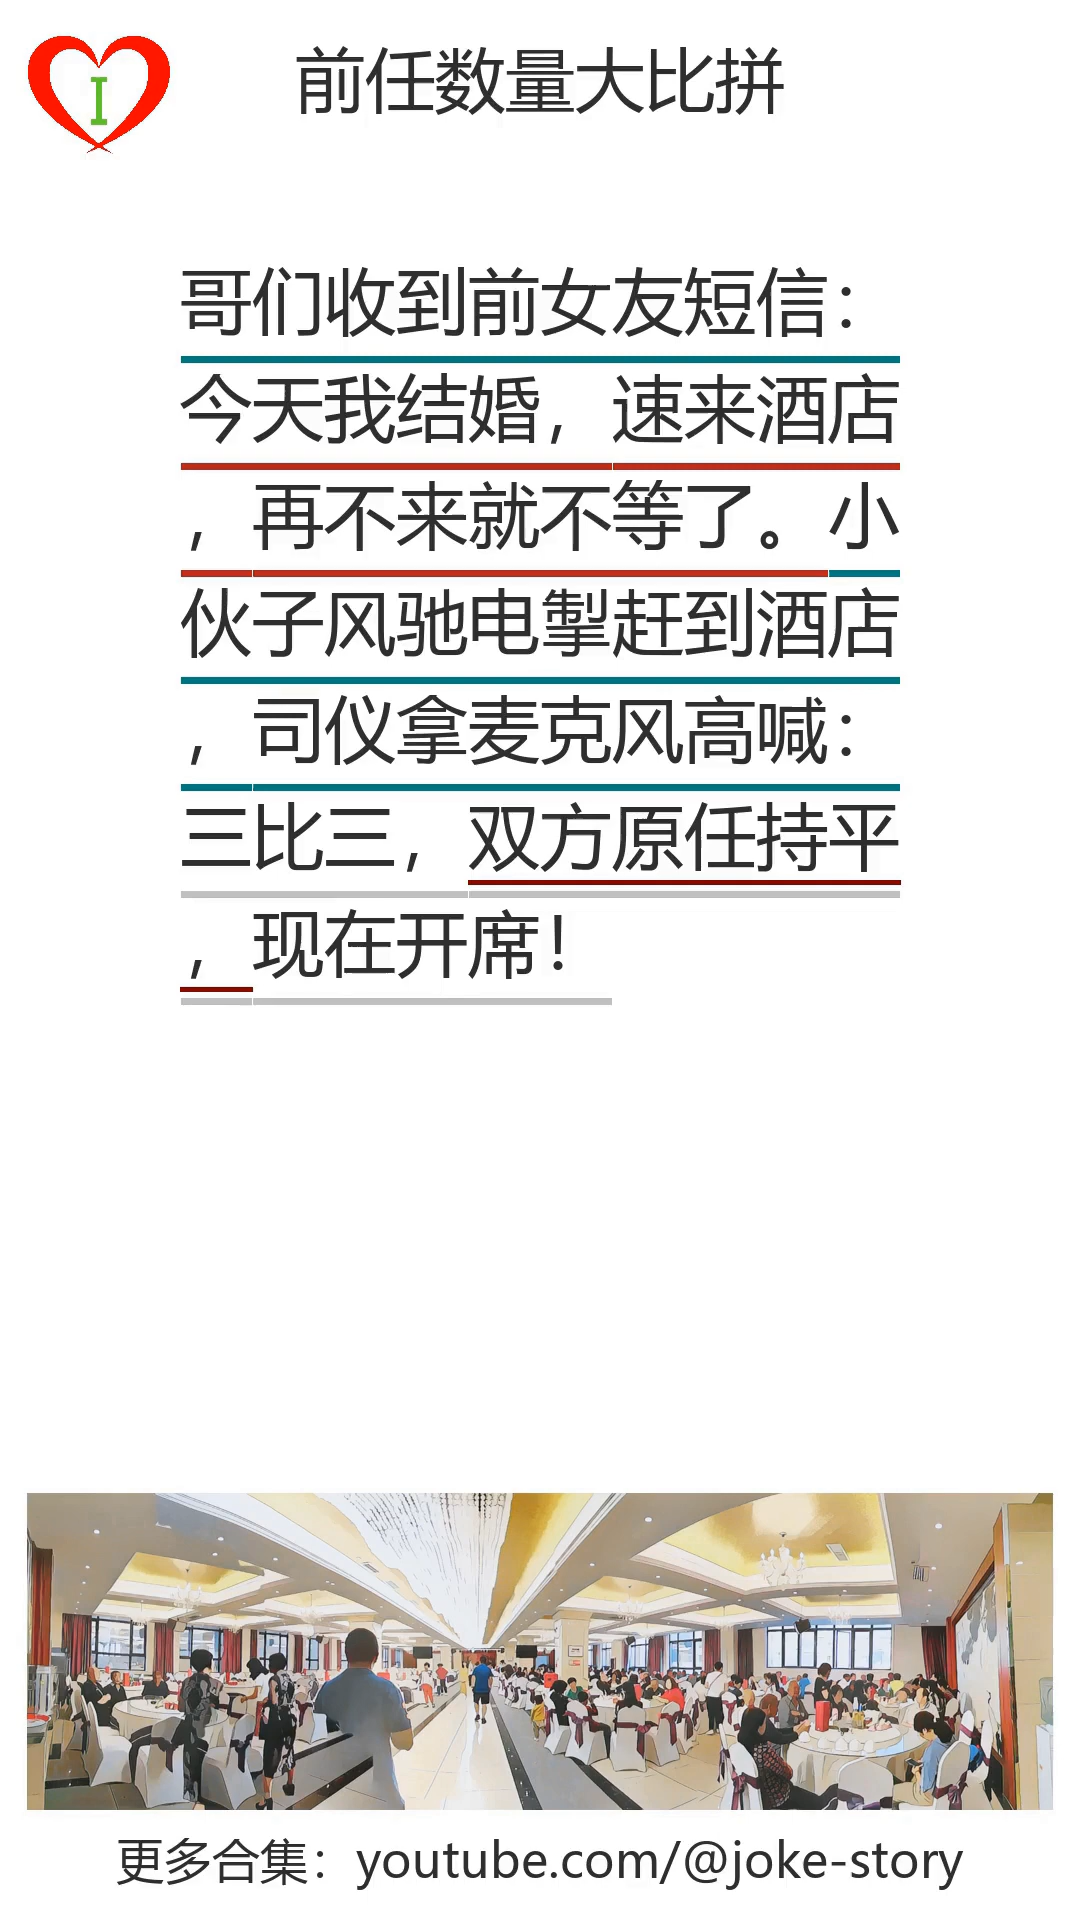 I
前任数量大比拼
哥们收到前女友短信：
今天我结婚，速来酒店
，再不来就不等了。小
伙子风驰电掣赶到酒店
，司仪拿麦克风高喊：
三比三，双方原任持平
，现在开席！
更多合集：youtube.com/@joke-story